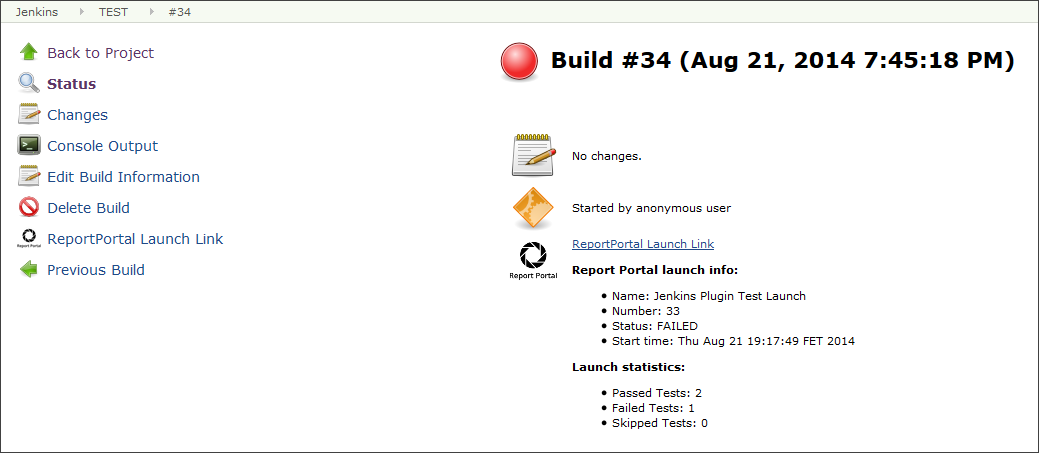 Jenkins TEST #34
Back to Project
Status
Changes
Console Output
Edit Build Information
Delete Build
Report Portal
ReportPortal Launch Link
Previous Build
Build #34 (Aug 21, 2014 7:45:18 PM)
No changes.
Started by anonymous user
Report Portal
ReportPortal Launch Link
Report Portal launch info:
Name: Jenkins Plugin Test Launch
Number: 33
Status: FAILED
Start time: Thu Aug 21 19:17:49 FET 2014
Launch statistics:
Passed Tests: 2
Failed Tests: 1
Skipped Tests: 0